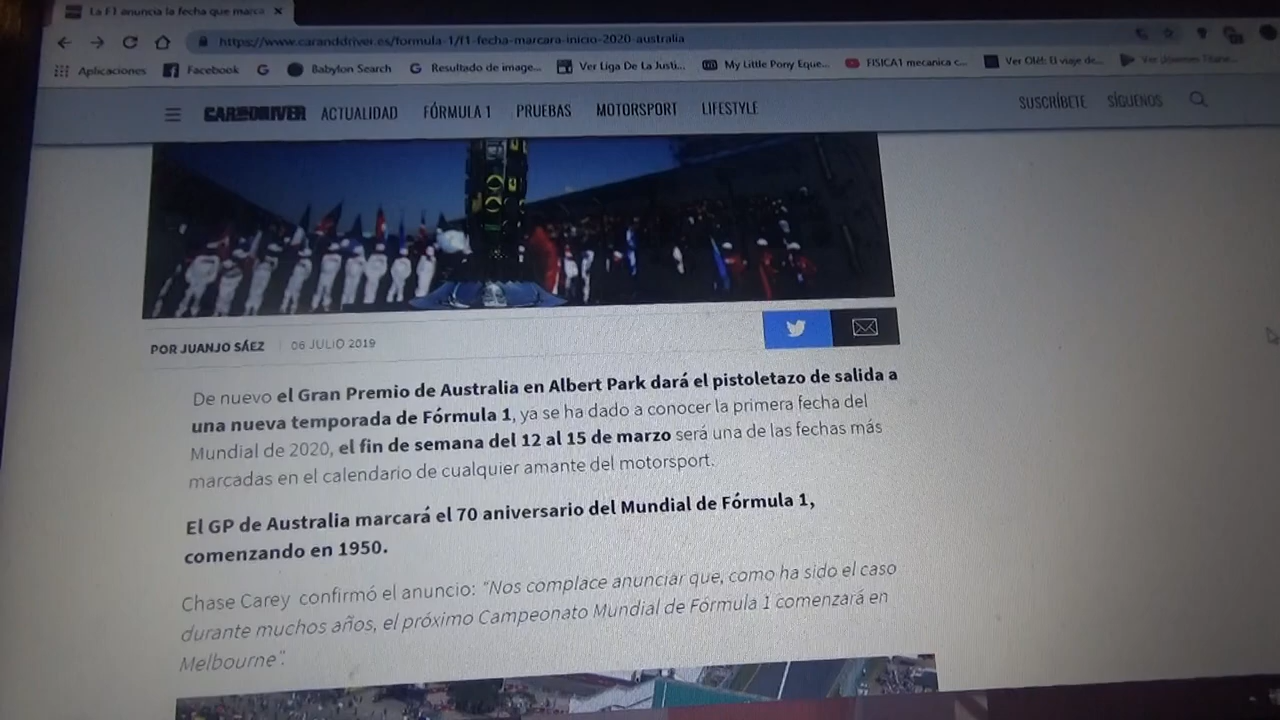 La F1 anuncia la fecha que marca
https://www.caranddriver.es/formula-1/f1-fecha-marcara-inicio-2020-australia
Aplicaciones Facebook Babylon Search Resultado de image... Ver Liga De La Justi... My Little Pony Eque... FISICA1 mecanica c... Ver Olé!: El viaje de...
CAR AND DRIVER ACTUALIDAD FÓRMULA 1 PRUEBAS MOTORSPORT LIFESTYLE SUSCRÍBETE SÍGUENOS
POR JUANJO SÁEZ 06 JULIO 2019
De nuevo el Gran Premio de Australia en Albert Park dará el pistoletazo de salida a
una nueva temporada de Fórmula 1, ya se ha dado a conocer la primera fecha del
Mundial de 2020, el fin de semana del 12 al 15 de marzo será una de las fechas más
marcadas en el calendario de cualquier amante del motorsport.
El GP de Australia marcará el 70 aniversario del Mundial de Fórmula 1,
comenzando en 1950.
Chase Carey confirmó el anuncio: “Nos complace anunciar que, como ha sido el caso
durante muchos años, el próximo Campeonato Mundial de Fórmula 1 comenzará en
Melbourne”.